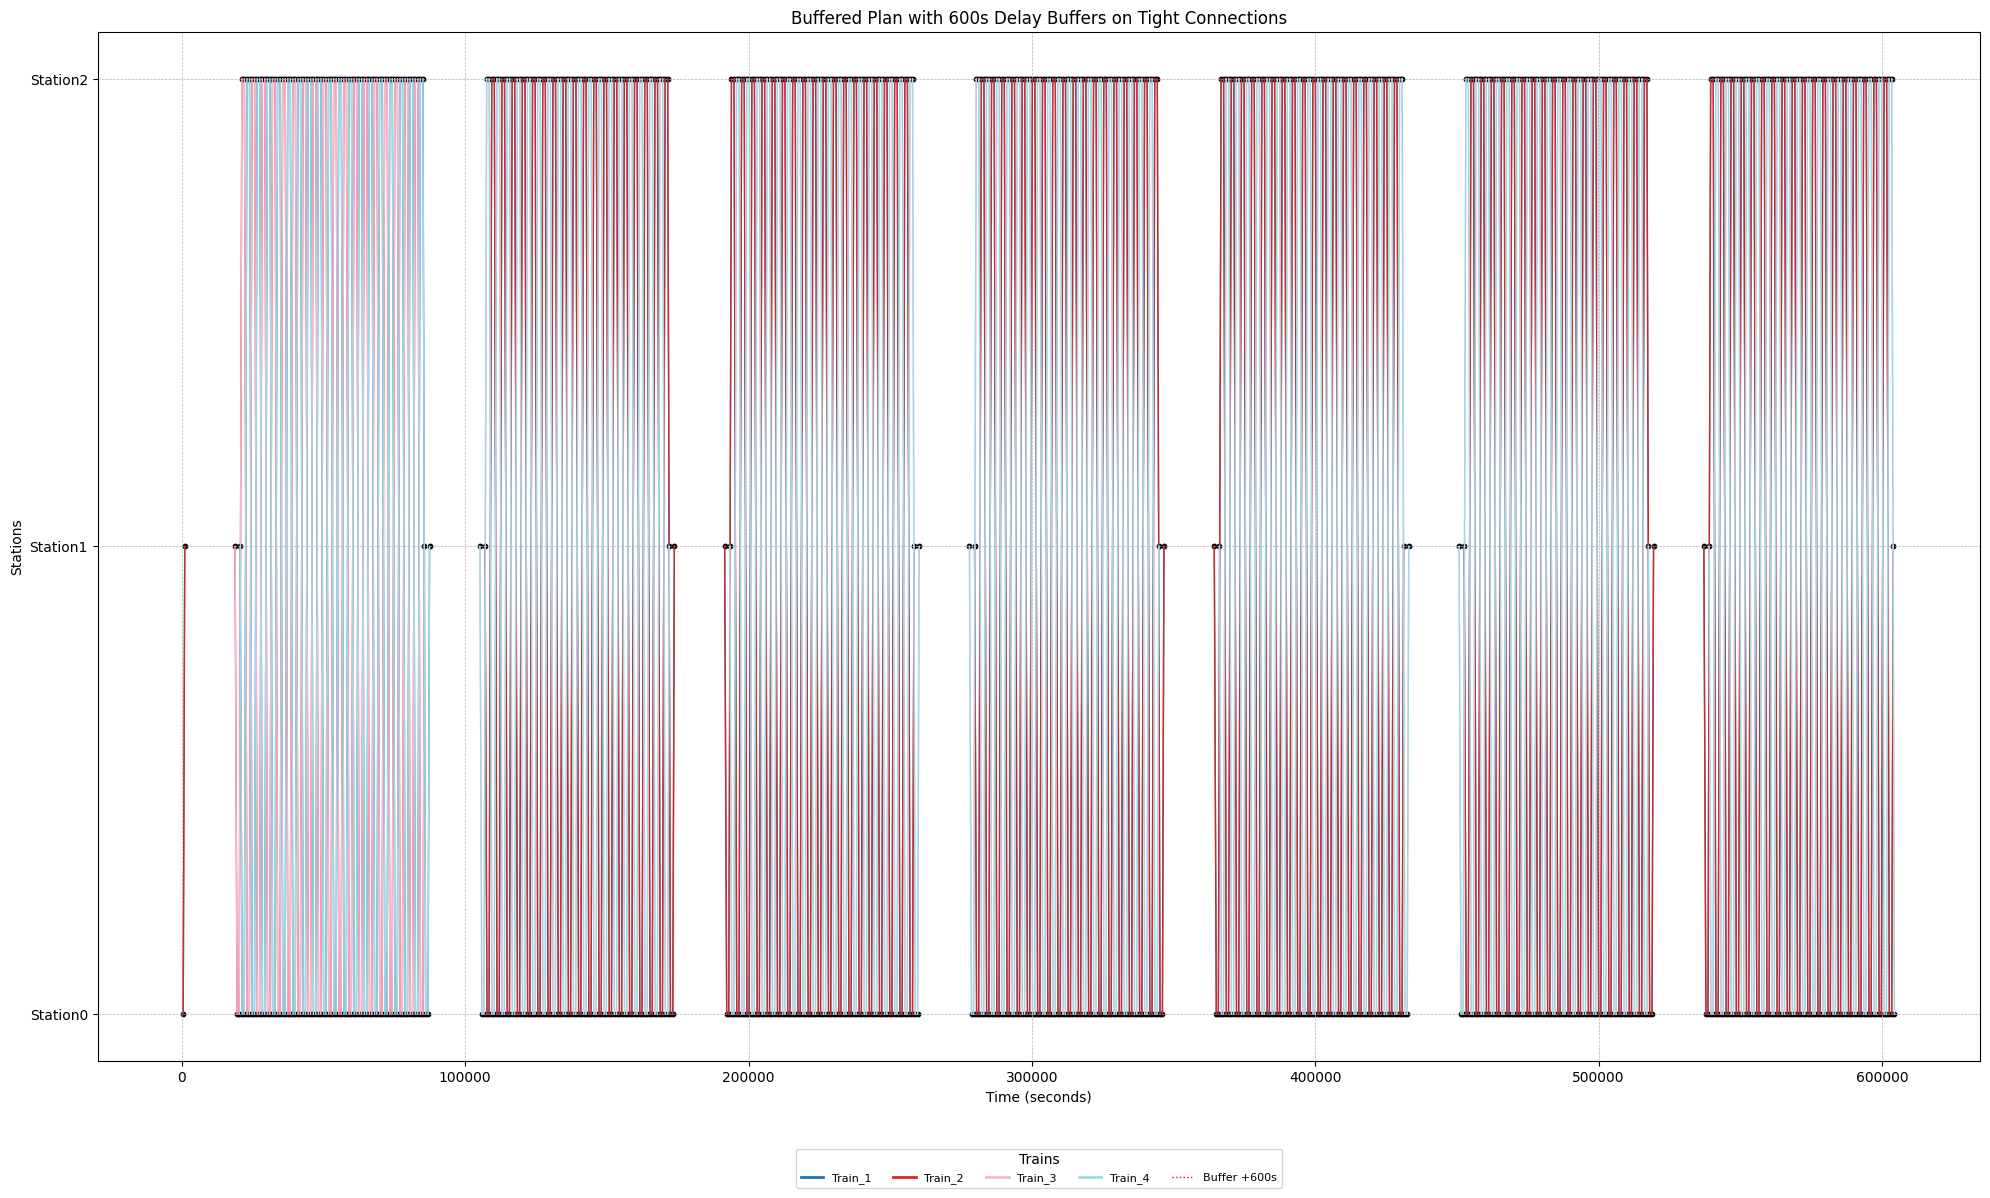 Buffered Plan with 600s Delay Buffers on Tight Connections
Stations
Station2
Station1
Station0
0 100000 200000 300000 400000 500000 600000
Time (seconds)
Trains
Train_1 Train_2 Train_3 Train_4 Buffer +600s